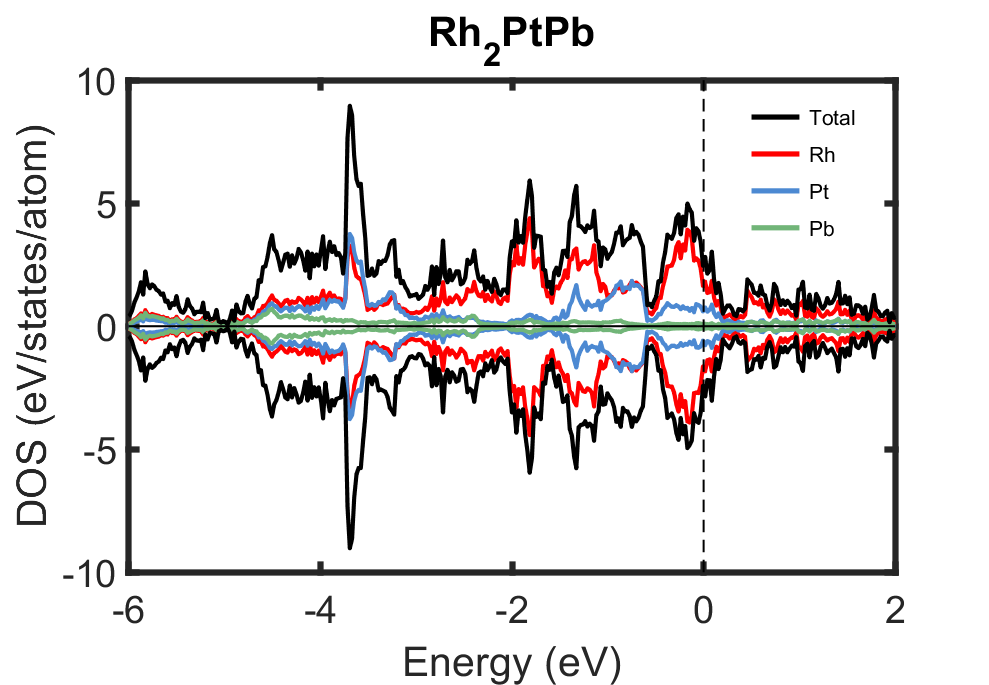 Rh₂PtPb
10
5
0
-5
-10
DOS (eV/states/atom)
Total
Rh
Pt
Pb
-6
-4
-2
0
2
Energy (eV)